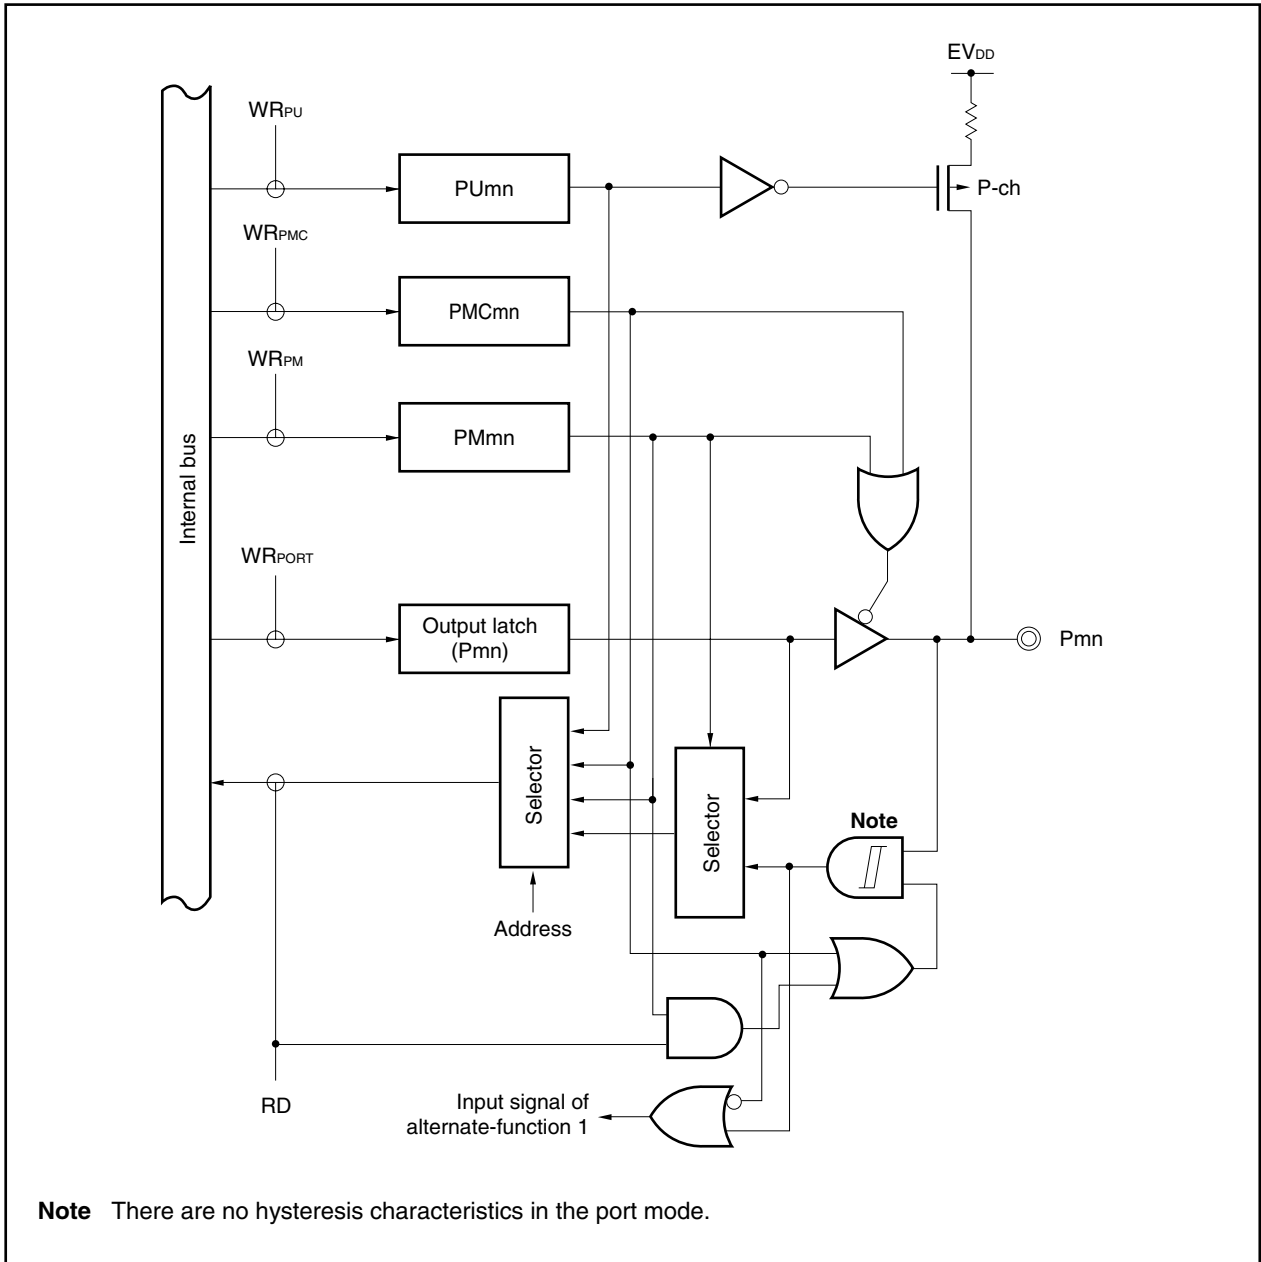 EVDD
WRPU
PUmn
P-ch
WRPMC
PMCmn
WRPM
PMmn
Internal bus
WRPORT
Output latch
(Pmn)
Pmn
Selector
Selector
Note
Address
RD
Input signal of
alternate-function 1
Note There are no hysteresis characteristics in the port mode.